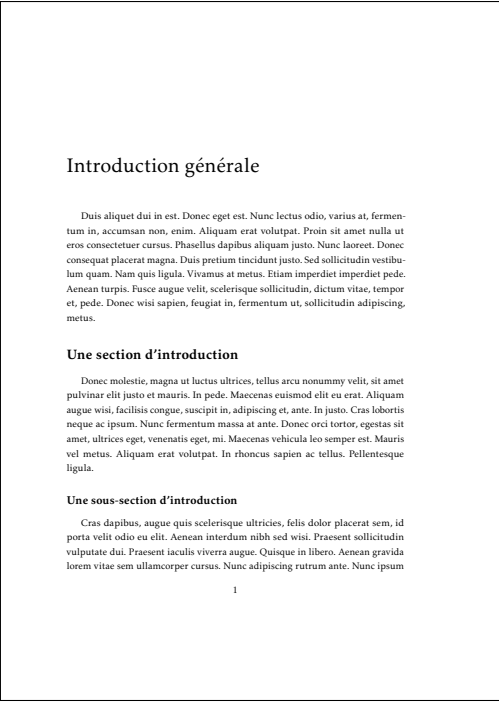 Introduction générale
Duis aliquet dui in est. Donec eget est. Nunc lectus odio, varius at, fermen-
tum in, accumsan non, enim. Aliquam erat volutpat. Proin sit amet nulla ut
eros consectetuer cursus. Phasellus dapibus aliquam justo. Nunc laoreet. Donec
consequat placerat magna. Duis pretium tincidunt justo. Sed sollicitudin vestibu-
lum quam. Nam quis ligula. Vivamus at metus. Etiam imperdiet imperdiet pede.
Aenean turpis. Fusce augue velit, scelerisque sollicitudin, dictum vitae, tempor
et, pede. Donec wisi sapien, feugiat in, fermentum ut, sollicitudin adipiscing,
metus.
Une section d’introduction
Donec molestie, magna ut luctus ultrices, tellus arcu nonummy velit, sit amet
pulvinar elit justo et mauris. In pede. Maecenas euismod elit eu erat. Aliquam
augue wisi, facilisis congue, suscipit in, adipiscing et, ante. In justo. Cras lobortis
neque ac ipsum. Nunc fermentum massa at ante. Donec orci tortor, egestas sit
amet, ultrices eget, venenatis eget, mi. Maecenas vehicula leo semper est. Mauris
vel metus. Aliquam erat volutpat. In rhoncus sapien ac tellus. Pellentesque
ligula.
Une sous-section d’introduction
Cras dapibus, augue quis scelerisque ultricies, felis dolor placerat sem, id
porta velit odio eu elit. Aenean interdum nibh sed wisi. Praesent sollicitudin
vulputate dui. Praesent iaculis viverra augue. Quisque in libero. Aenean gravida
lorem vitae sem ullamcorper cursus. Nunc adipiscing rutrum ante. Nunc ipsum
1